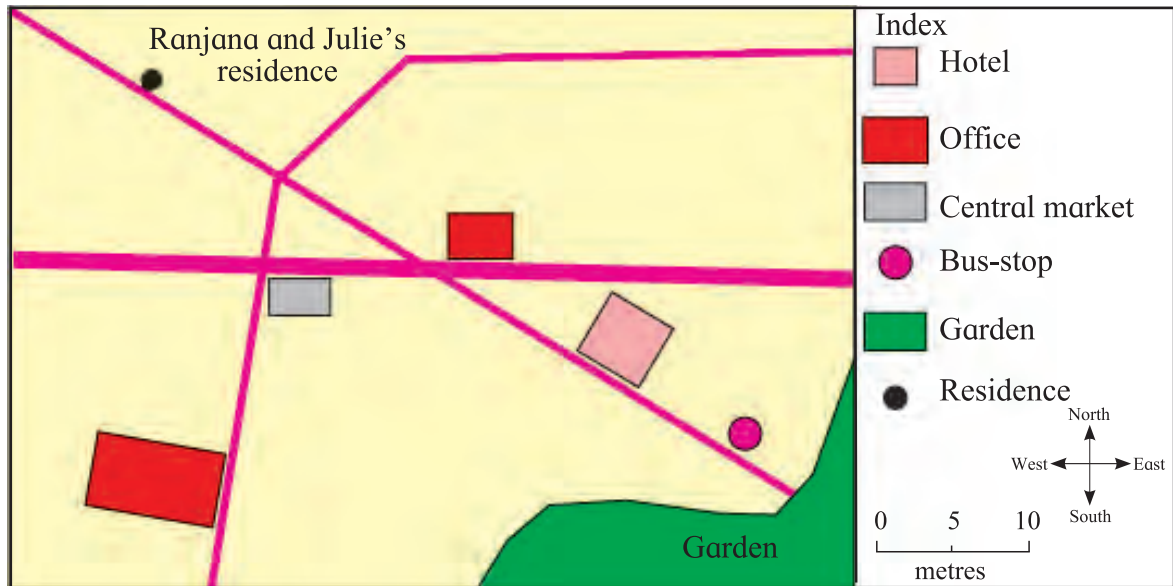 Ranjana and Julie's
residence
Garden
Index
Hotel
Office
Central market
Bus-stop
Garden
Residence
North
West East
South
0 5 10
metres